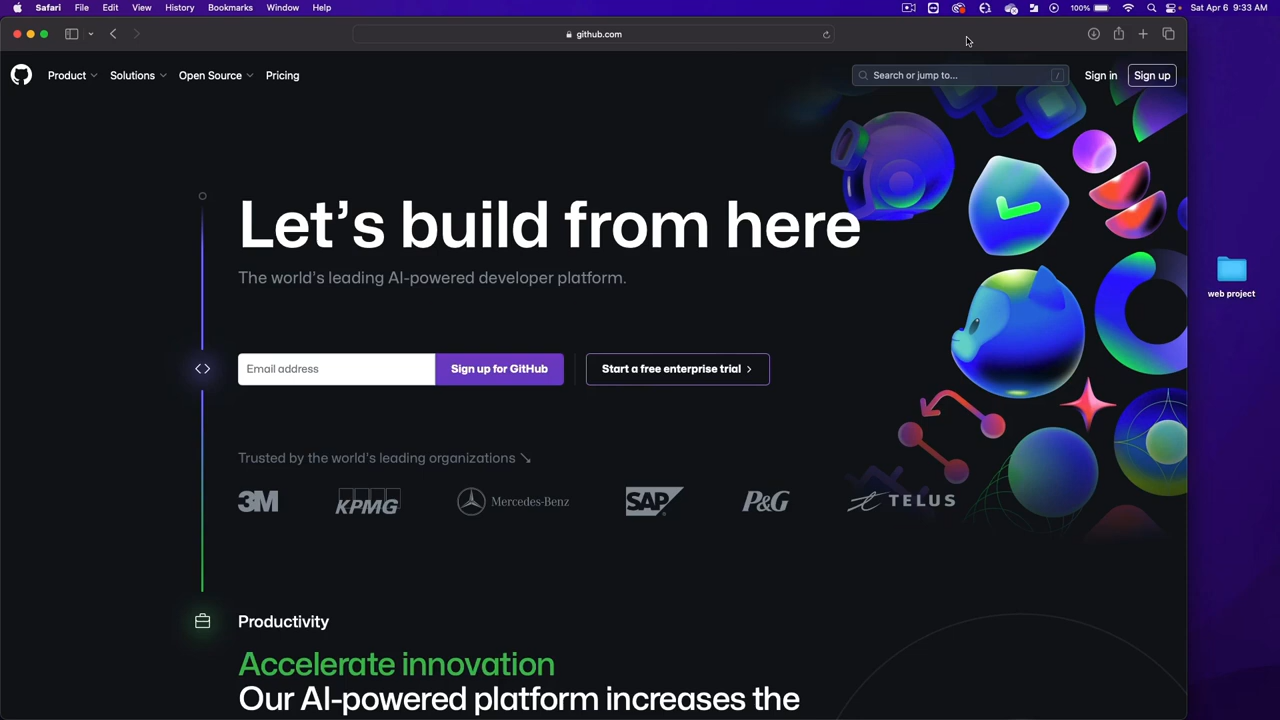 Safari File Edit View History Bookmarks Window Help 100% Sat Apr 6 9:33 AM
github.com
Product Solutions Open Source Pricing Search or jump to... / Sign in Sign up
Let's build from here
The world's leading AI-powered developer platform.
web project
Email address Sign up for GitHub Start a free enterprise trial
Trusted by the world's leading organizations
3M KPMG Mercedes-Benz SAP P&G TELUS
Productivity
Accelerate innovation
Our AI-powered platform increases the